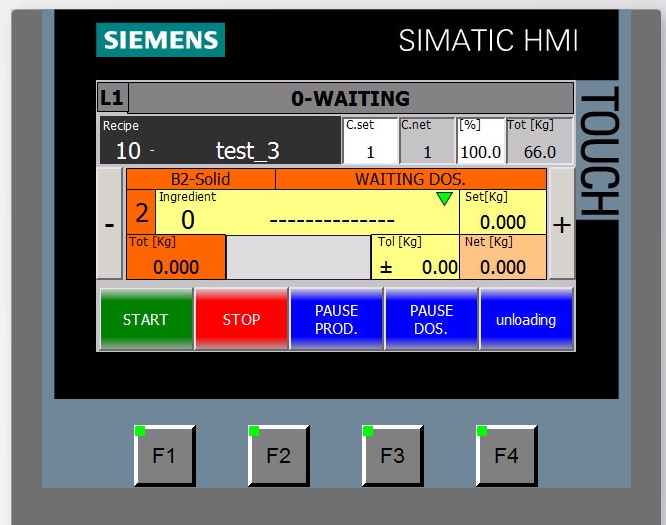 SIEMENS
SIMATIC HMI
TOUCH
L1 0-WAITING
Recipe C.set C.net [%] Tot [Kg]
10 - test_3 1 1 100.0 66.0
B2-Solid WAITING DOS.
Ingredient Set[Kg]
- 2 0 -------------- 0.000 +
Tot [Kg] Tol [Kg] Net [Kg]
0.000 ± 0.00 0.000
START STOP PAUSE PROD. PAUSE DOS. unloading
F1 F2 F3 F4